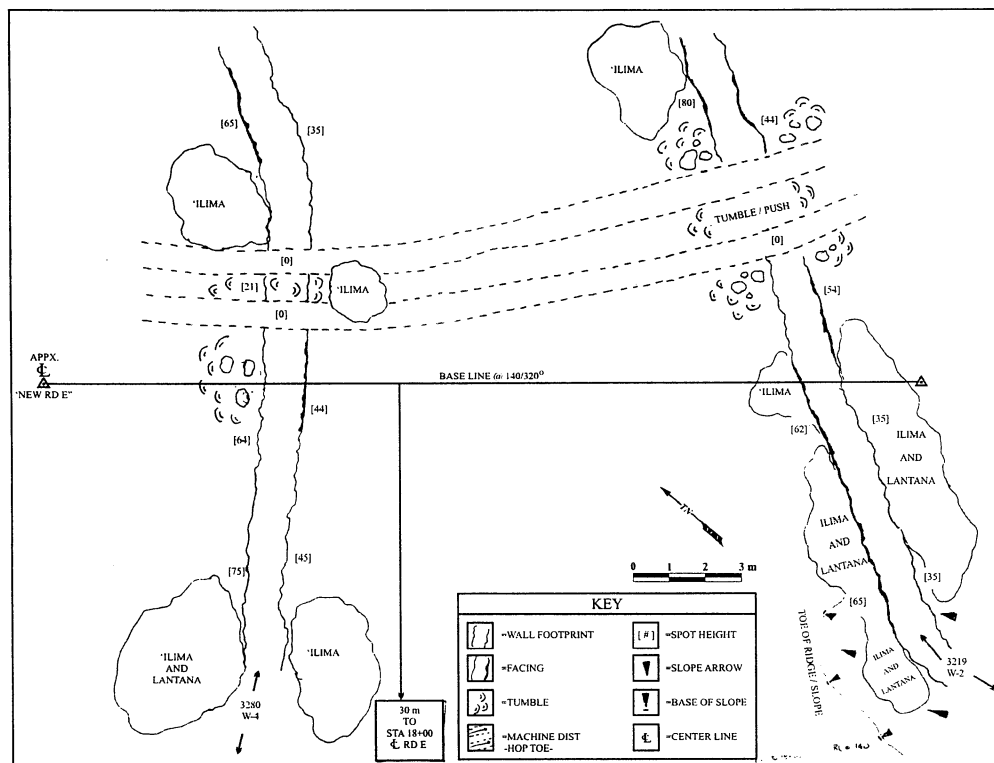 'ILIMA
[80]
[44]
[65]
[35]
'ILIMA
TUMBLE / PUSH
[0]
[0]
[21]
'ILIMA
[0]
[54]
APPX.
℄
"NEW RD E"
BASE LINE @ 140/320°
'ILIMA
[44]
[64]
[62]
[35]
ILIMA
AND
LANTANA
ILIMA
AND
LANTANA
TN
0 1 2 3 m
[75]
[45]
[35]
[65]
'ILIMA
AND
LANTANA
'ILIMA
TOE OF RIDGE / SLOPE
ILIMA
AND
LANTANA
3219
W-2
3280
W-4
30 m
TO
STA 18+00
℄ RD E
KEY
=WALL FOOTPRINT
=FACING
=TUMBLE
=MACHINE DIST
-HOP TOE-
[#] =SPOT HEIGHT
=SLOPE ARROW
=BASE OF SLOPE
℄ =CENTER LINE